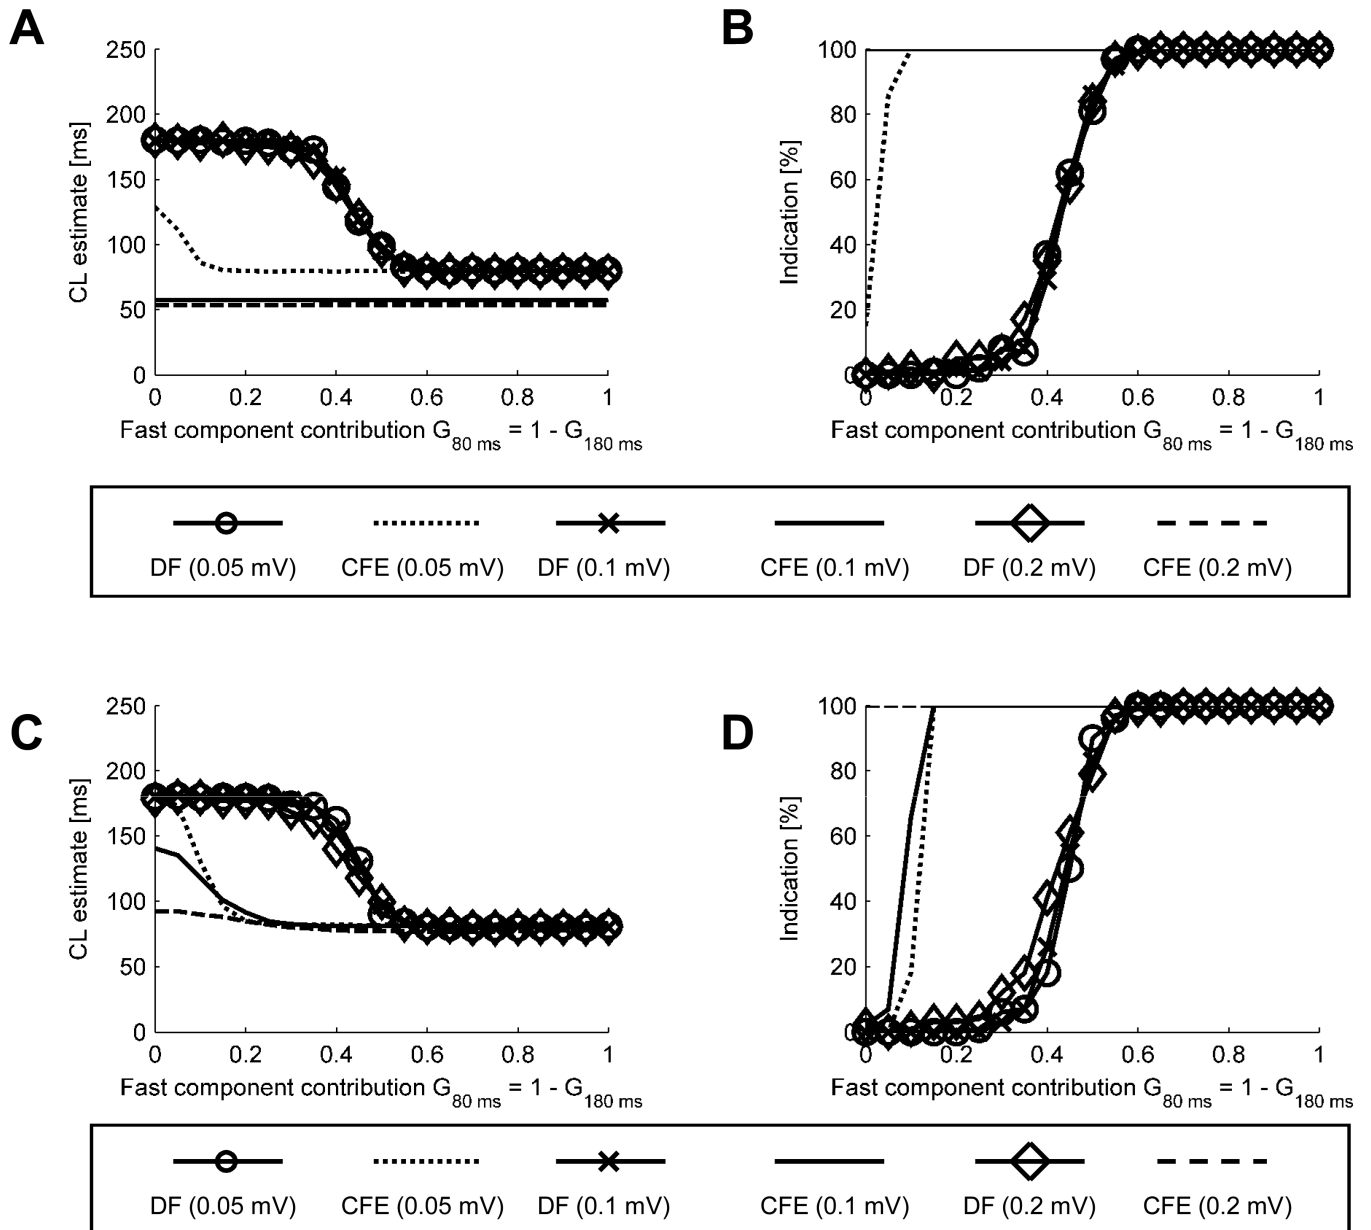 A
CL estimate [ms]
250
200
150
100
50
0
0 0.2 0.4 0.6 0.8 1
Fast component contribution G80 ms = 1 - G180 ms
B
Indication [%]
100
80
60
40
20
0
0 0.2 0.4 0.6 0.8 1
Fast component contribution G80 ms = 1 - G180 ms
DF (0.05 mV) CFE (0.05 mV) DF (0.1 mV) CFE (0.1 mV) DF (0.2 mV) CFE (0.2 mV)
C
CL estimate [ms]
250
200
150
100
50
0
0 0.2 0.4 0.6 0.8 1
Fast component contribution G80 ms = 1 - G180 ms
D
Indication [%]
100
80
60
40
20
0
0 0.2 0.4 0.6 0.8 1
Fast component contribution G80 ms = 1 - G180 ms
DF (0.05 mV) CFE (0.05 mV) DF (0.1 mV) CFE (0.1 mV) DF (0.2 mV) CFE (0.2 mV)